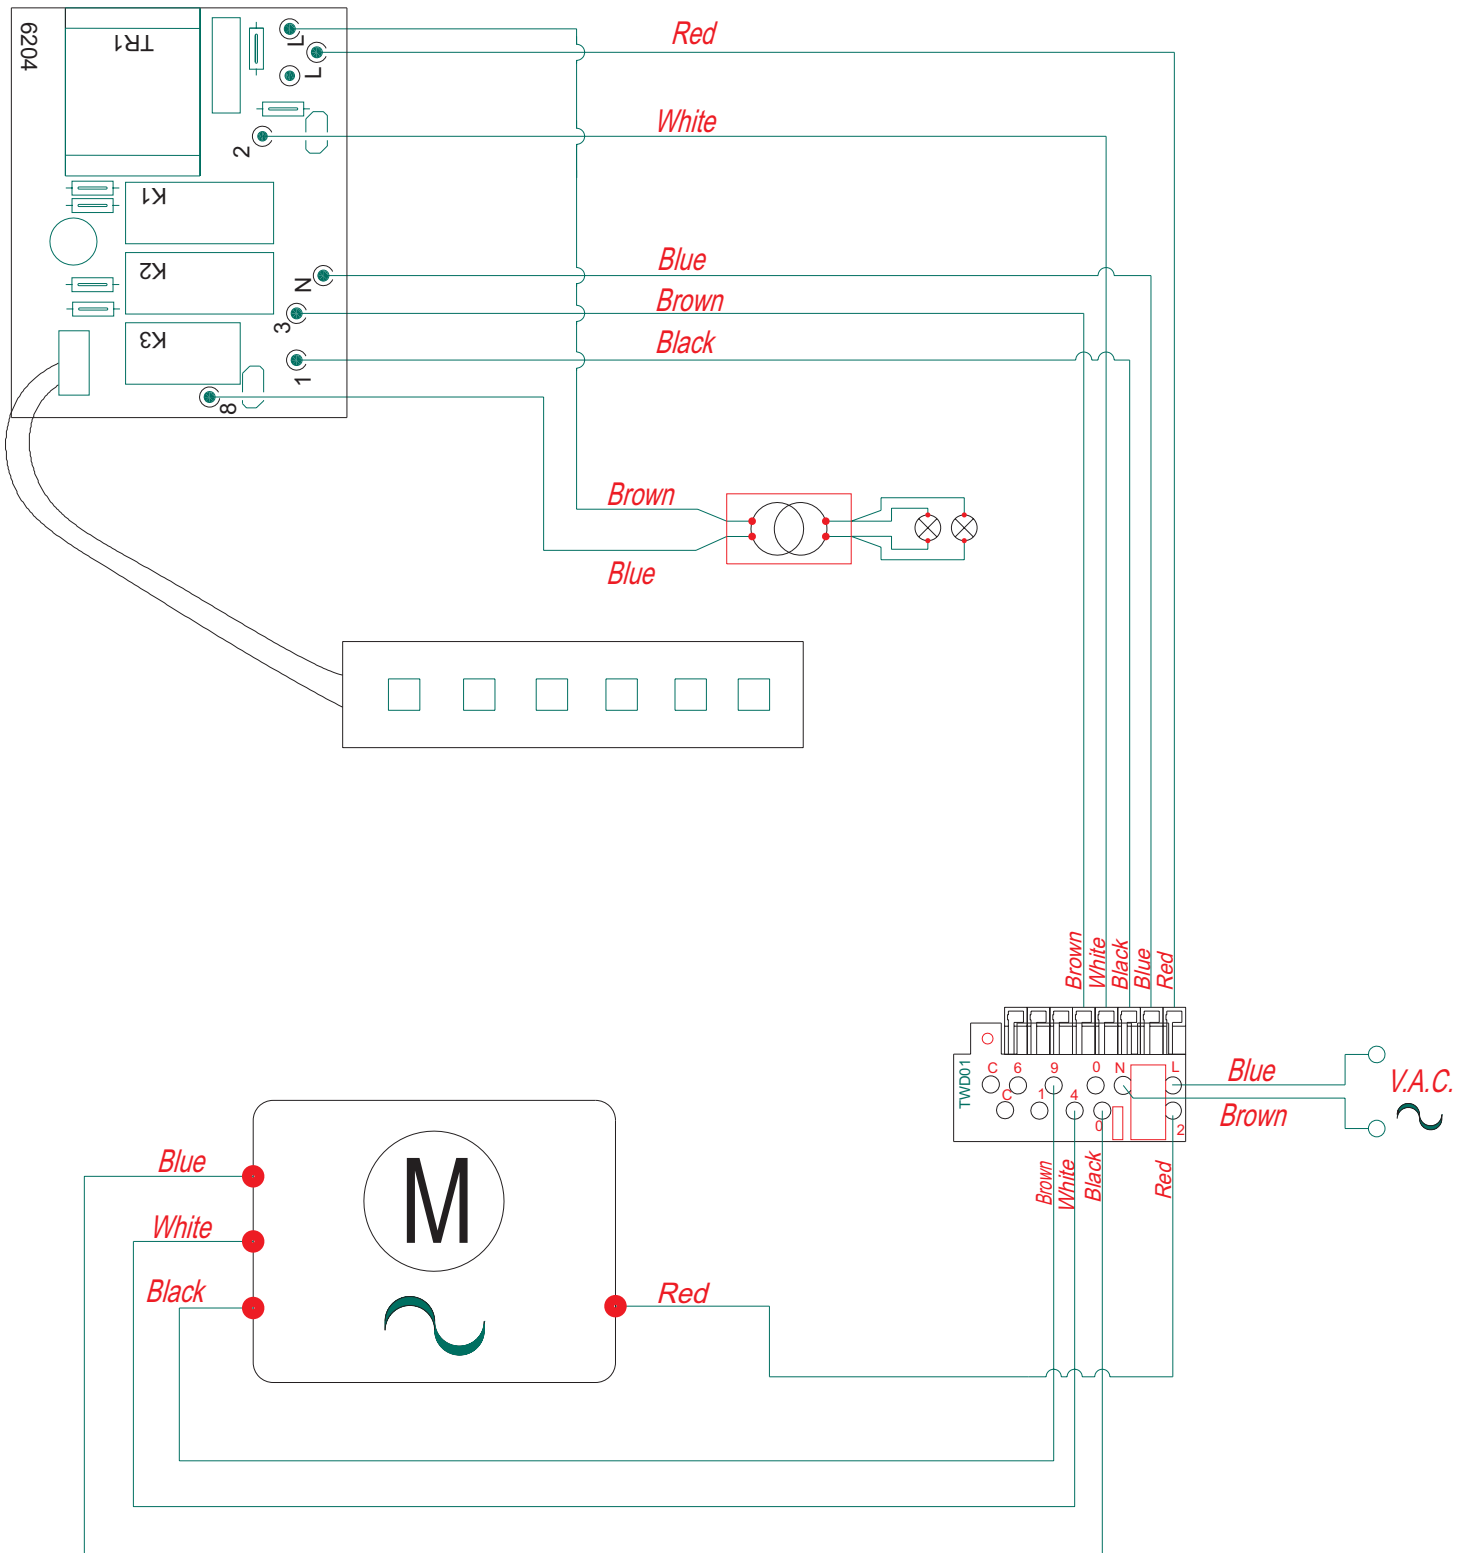 6204
TR1
L
L
2
K1
K2
K3
N
3
1
8
Red
White
Blue
Brown
Black
Brown
Blue
Brown
White
Black
Blue
Red
TWD01
C 6 9 0 N L
C 1 4 0 2
Blue
Brown
V.A.C.
Brown
White
Black
Red
Blue
White
Black
M
Red